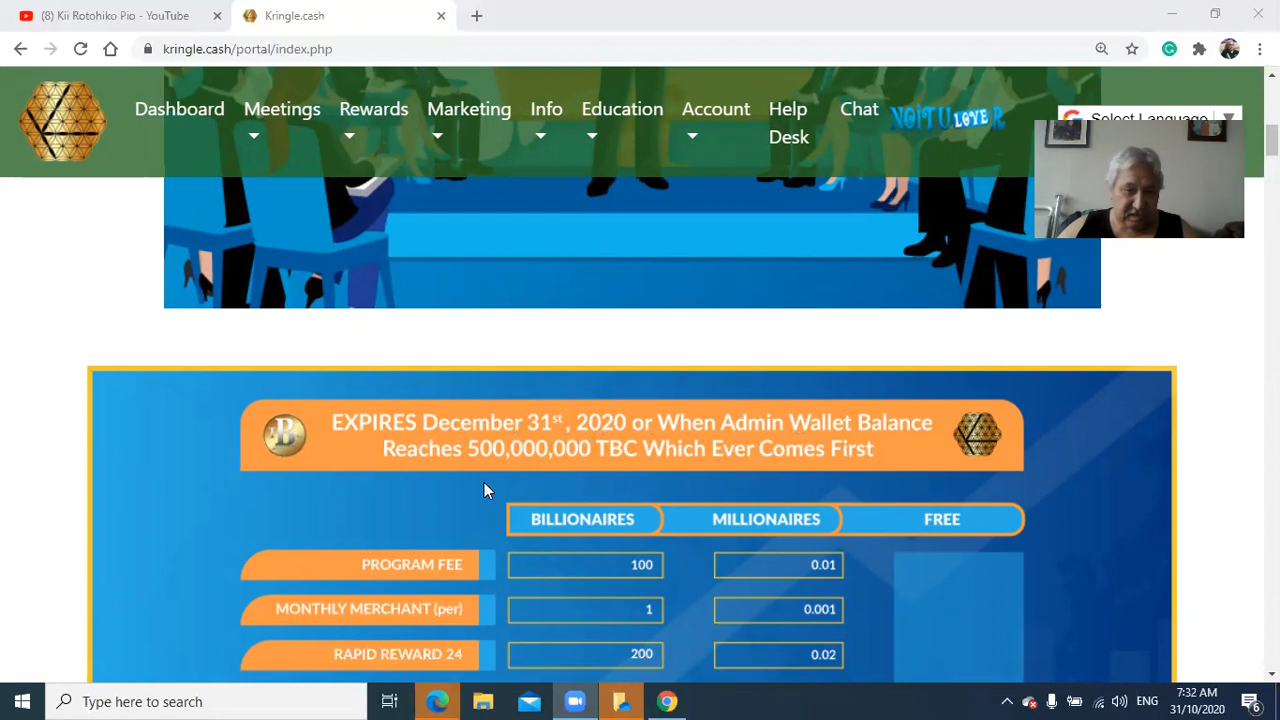 (8) Kii Rotohiko Pio - YouTube
Kringle.cash
kringle.cash/portal/index.php
Dashboard Meetings Rewards Marketing Info Education Account Help Desk Chat NOiTULOVER
Select Language
EXPIRES December 31st, 2020 or When Admin Wallet Balance
Reaches 500,000,000 TBC Which Ever Comes First
BILLIONAIRES MILLIONAIRES FREE
PROGRAM FEE 100 0.01
MONTHLY MERCHANT (per) 1 0.001
RAPID REWARD 24 200 0.02
Type here to search
ENG
7:32 AM
31/10/2020
6